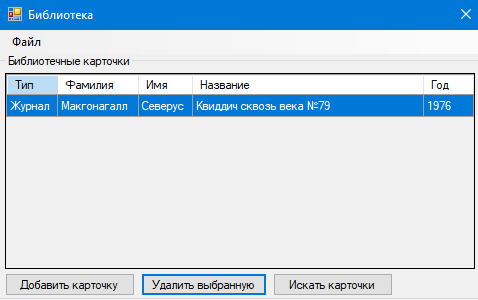 Библиотека
Файл
Библиотечные карточки
Тип Фамилия Имя Название Год
Журнал Макгонагалл Северус Квиддич сквозь века №79 1976
Добавить карточку Удалить выбранную Искать карточки